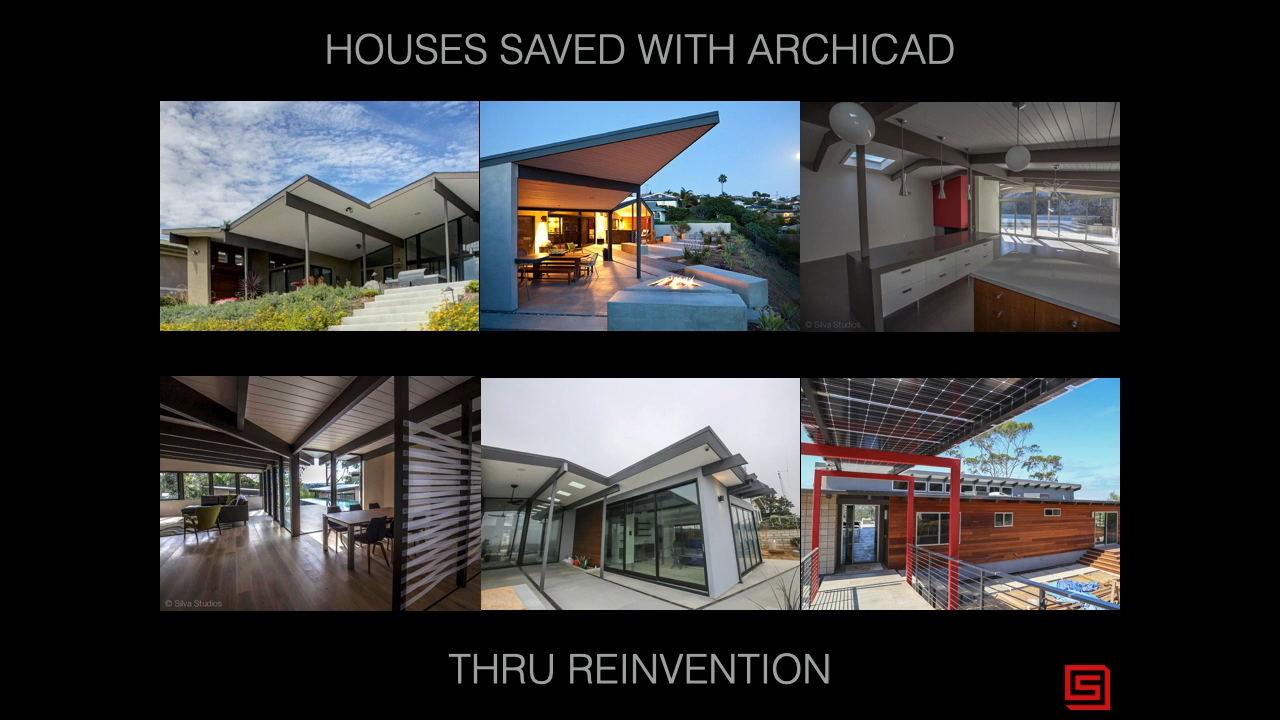 HOUSES SAVED WITH ARCHICAD
© Silva Studios
© Silva Studios
THRU REINVENTION